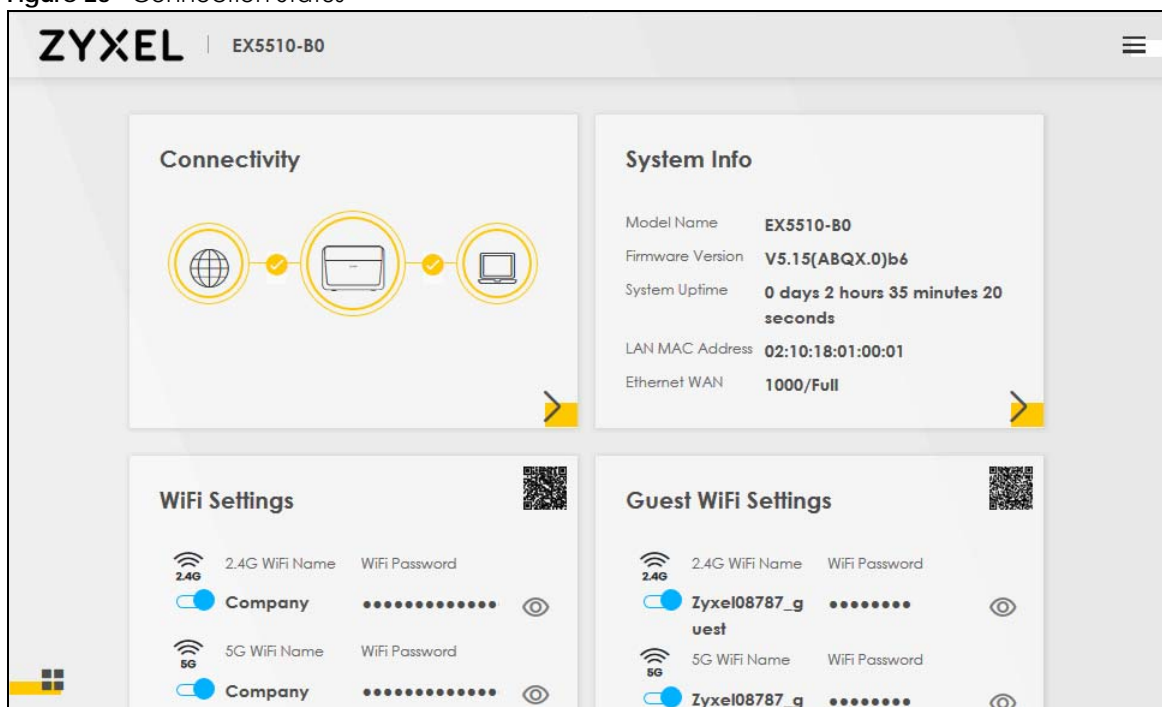 Figure 28 Connection Status
ZYXEL EX5510-B0
Connectivity
System Info
Model Name EX5510-B0
Firmware Version V5.15(ABQX.0)b6
System Uptime 0 days 2 hours 35 minutes 20
seconds
LAN MAC Address 02:10:18:01:00:01
Ethernet WAN 1000/Full
WiFi Settings
2.4G 2.4G WiFi Name WiFi Password
Company •••••••••••••
5G 5G WiFi Name WiFi Password
Company •••••••••••••
Guest WiFi Settings
2.4G 2.4G WiFi Name WiFi Password
Zyxel08787_g ••••••••
uest
5G 5G WiFi Name WiFi Password
Zyxel08787_g ••••••••